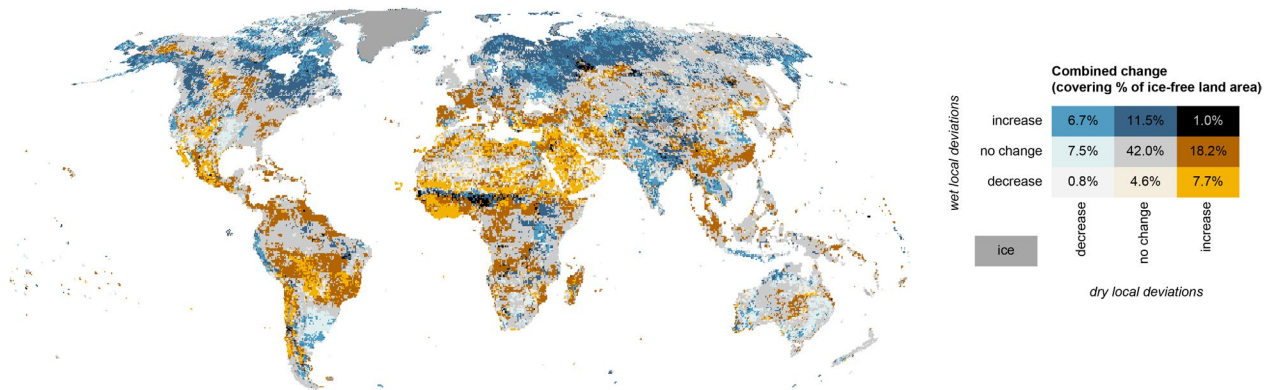 Combined change
(covering % of ice-free land area)
wet local deviations
increase 6.7% 11.5% 1.0%
no change 7.5% 42.0% 18.2%
decrease 0.8% 4.6% 7.7%
decrease no change increase
ice
dry local deviations